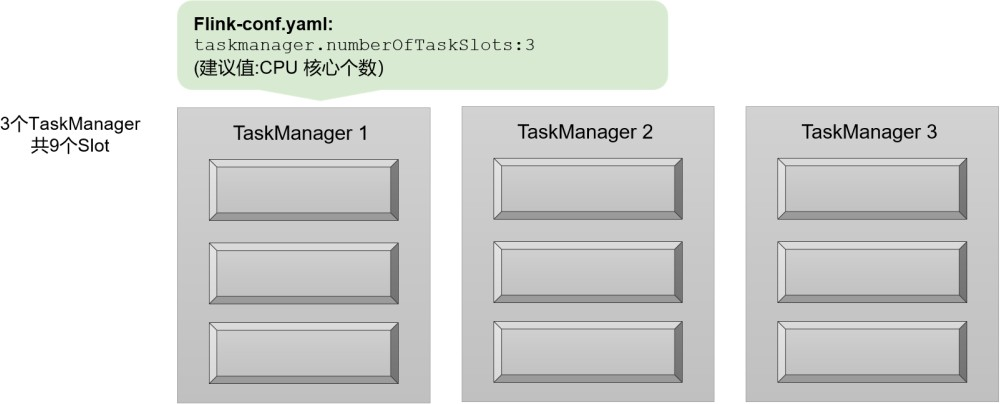 Flink-conf.yaml:
taskmanager.numberOfTaskSlots:3
(建议值:CPU 核心个数）
3个TaskManager
共9个Slot
TaskManager 1
TaskManager 2
TaskManager 3